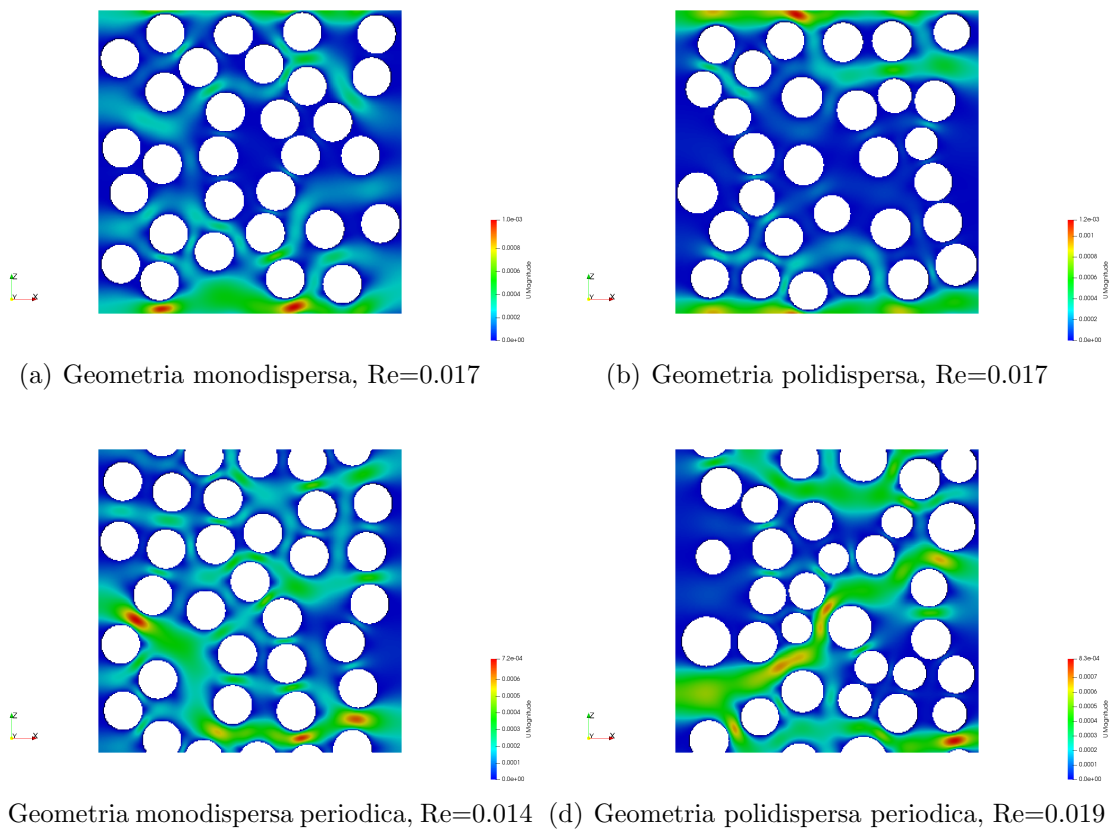 1.0e-03
0.0008
0.0006
0.0004
0.0002
0.0e+00
U Magnitude
Z
Y
X
1.2e-03
0.001
0.0008
0.0006
0.0004
0.0002
0.0e+00
U Magnitude
Z
Y
X
(a) Geometria monodispersa, Re=0.017
(b) Geometria polidispersa, Re=0.017
7.2e-04
0.0006
0.0005
0.0004
0.0003
0.0002
0.0001
0.0e+00
U Magnitude
Z
Y
X
8.3e-04
0.0007
0.0006
0.0005
0.0004
0.0003
0.0002
0.0001
0.0e+00
U Magnitude
Z
Y
X
Geometria monodispersa periodica, Re=0.014
(d) Geometria polidispersa periodica, Re=0.019